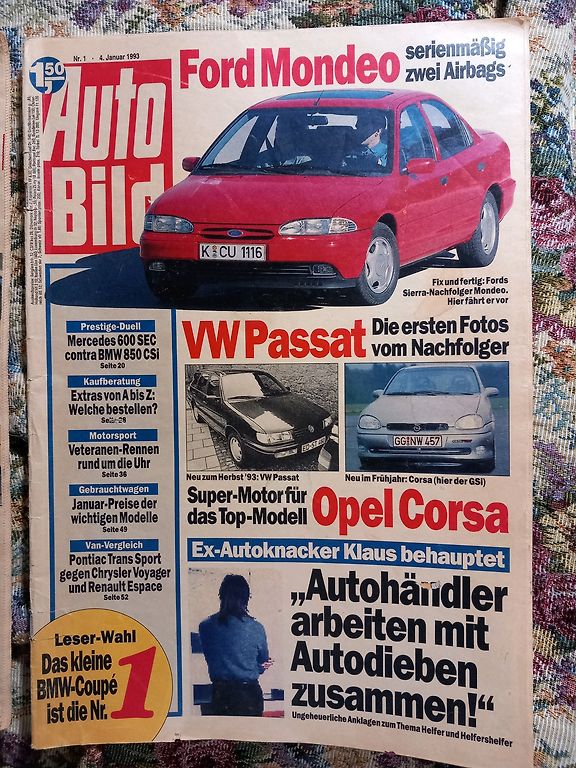 Nr. 1 · 4. Januar 1993
150
Auto
Bild
Ford Mondeo
serienmäßig
zwei Airbags
K CU 1116
Fix und fertig: Fords
Sierra-Nachfolger Mondeo.
Hier fährt er vor
Prestige-Duell
Mercedes 600 SEC
contra BMW 850 CSi
Seite 20
Kaufberatung
Extras von A bis Z:
Welche bestellen?
Motorsport
Veteranen-Rennen
rund um die Uhr
Seite 36
Gebrauchtwagen
Januar-Preise der
wichtigen Modelle
Seite 49
Van-Vergleich
Pontiac Trans Sport
gegen Chrysler Voyager
und Renault Espace
Seite 52
Leser-Wahl
Das kleine
BMW-Coupé
ist die Nr. 1
VW Passat
Die ersten Fotos
vom Nachfolger
GG NW 457
Neu zum Herbst '93: VW Passat
Neu im Frühjahr: Corsa (hier der GSi)
Super-Motor für
das Top-Modell
Opel Corsa
Ex-Autoknacker Klaus behauptet
„Autohändler
arbeiten mit
Autodieben
zusammen!“
Ungeheuerliche Anklagen zum Thema Helfer und Helfershelfer